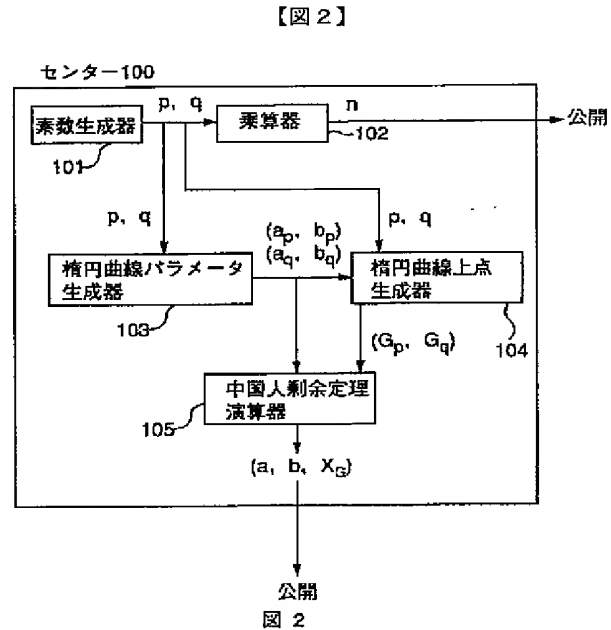 【図2】
センター100
p, q
n
素数生成器
乗算器
公開
101
102
p, q
p, q
(ap, bp)
(aq, bq)
楕円曲線パラメータ
生成器
楕円曲線上点
生成器
103
104
(Gp, Gq)
中国人剰余定理
演算器
105
(a, b, XG)
公開
図 2